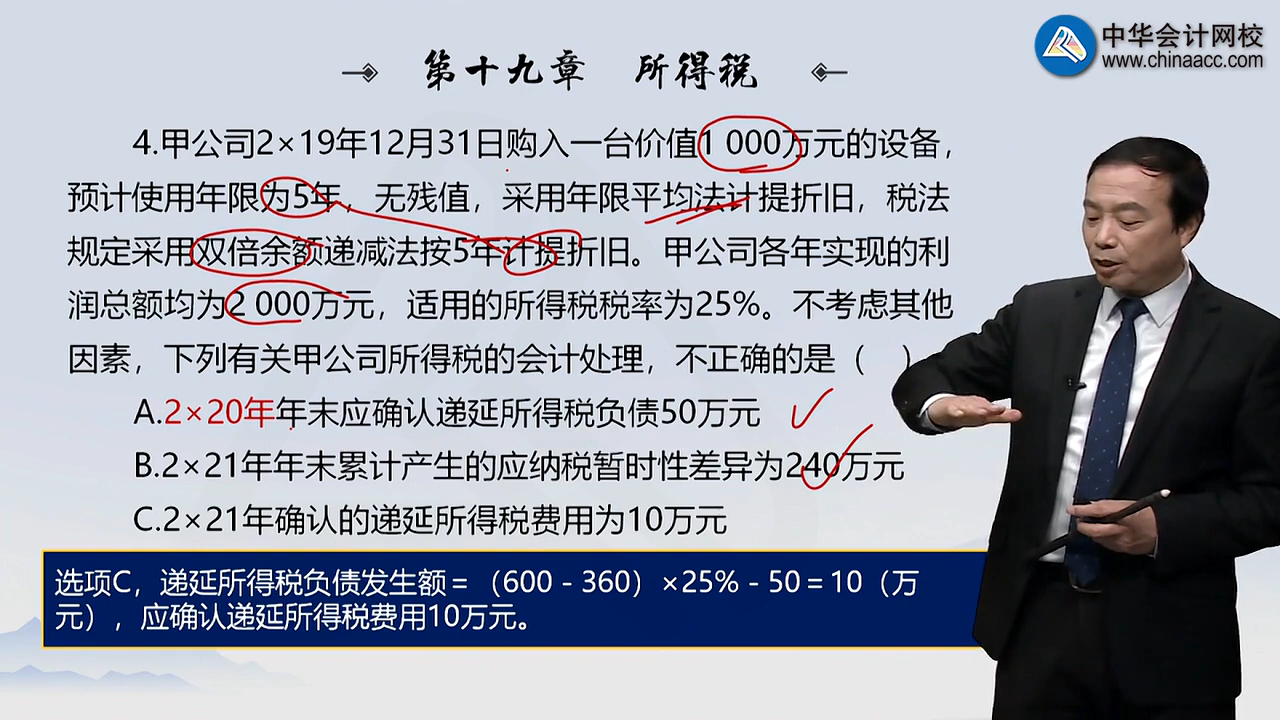 中华会计网校
www.chinaacc.com
第十九章 所得税
4.甲公司2×19年12月31日购入一台价值1 000万元的设备，
预计使用年限为5年，无残值，采用年限平均法计提折旧，税法
规定采用双倍余额递减法按5年计提折旧。甲公司各年实现的利
润总额均为2 000万元，适用的所得税税率为25%。不考虑其他
因素，下列有关甲公司所得税的会计处理，不正确的是（ ）
A.2×20年年末应确认递延所得税负债50万元
B.2×21年年末累计产生的应纳税暂时性差异为240万元
C.2×21年确认的递延所得税费用为10万元
选项C，递延所得税负债发生额＝（600－360）×25%－50＝10（万
元），应确认递延所得税费用10万元。